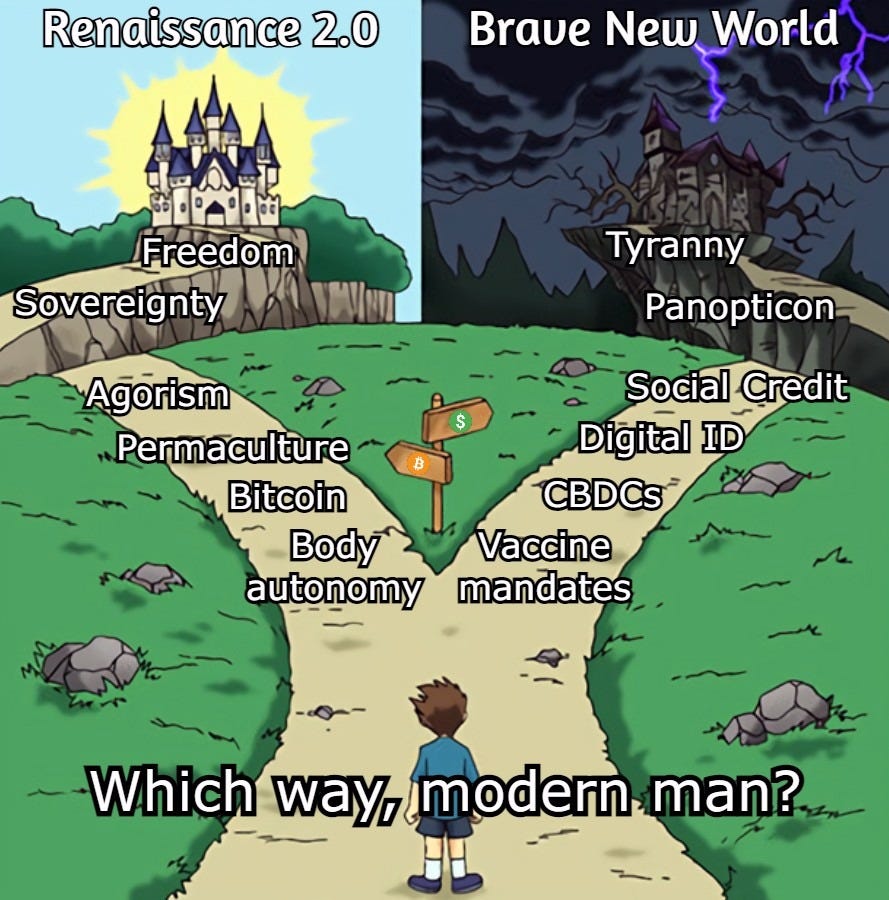 Renaissance 2.0
Brave New World
Freedom
Sovereignty
Agorism
Permaculture
Bitcoin
Body
autonomy
Tyranny
Panopticon
Social Credit
Digital ID
CBDCs
Vaccine
mandates
$
₿
Which way, modern man?